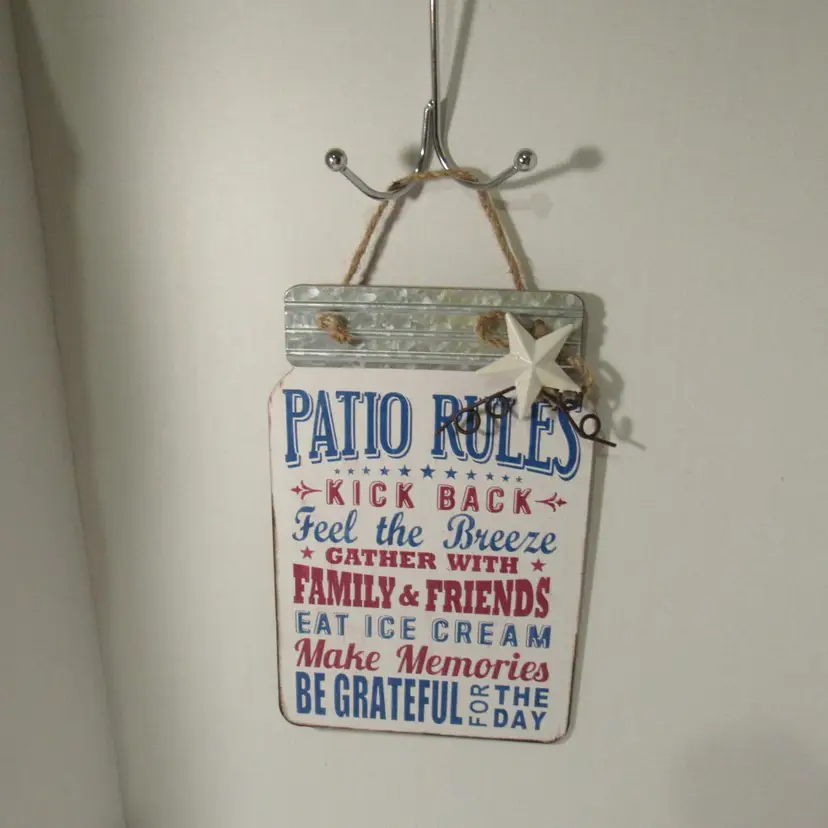 PATIO RULES
KICK BACK
Feel the Breeze
GATHER WITH
FAMILY & FRIENDS
EAT ICE CREAM
Make Memories
BE GRATEFUL FOR THE DAY